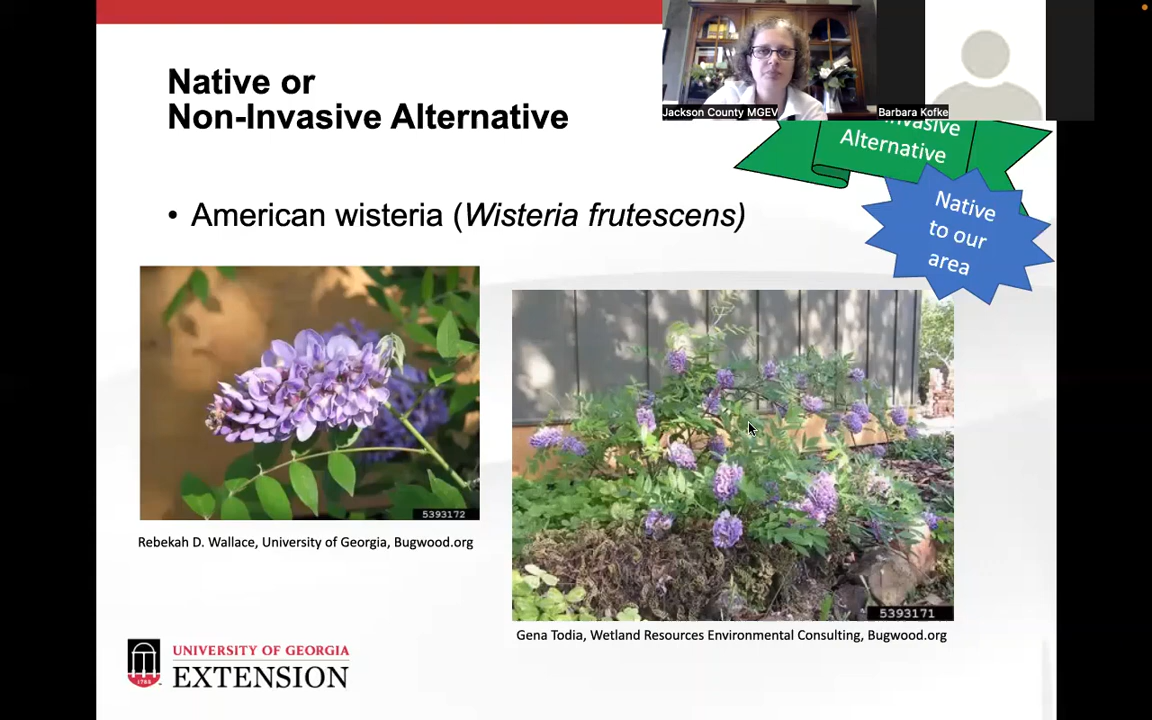 Native or
Non-Invasive Alternative
Jackson County MGEV
Barbara Kofke
Alternative
Native
to our
area
• American wisteria (Wisteria frutescens)
5393172
Rebekah D. Wallace, University of Georgia, Bugwood.org
5393171
Gena Todia, Wetland Resources Environmental Consulting, Bugwood.org
1785
UNIVERSITY OF GEORGIA
EXTENSION